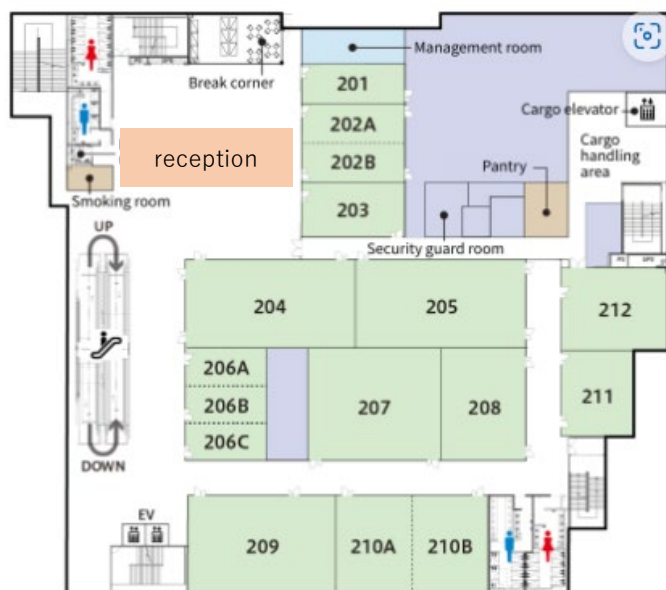 Management room
Break corner
201
202A
202B
203
Cargo elevator
Cargo
handling
area
Pantry
Security guard room
reception
Smoking room
UP
DOWN
204
205
206A
206B
206C
207
208
212
211
EV
209
210A
210B